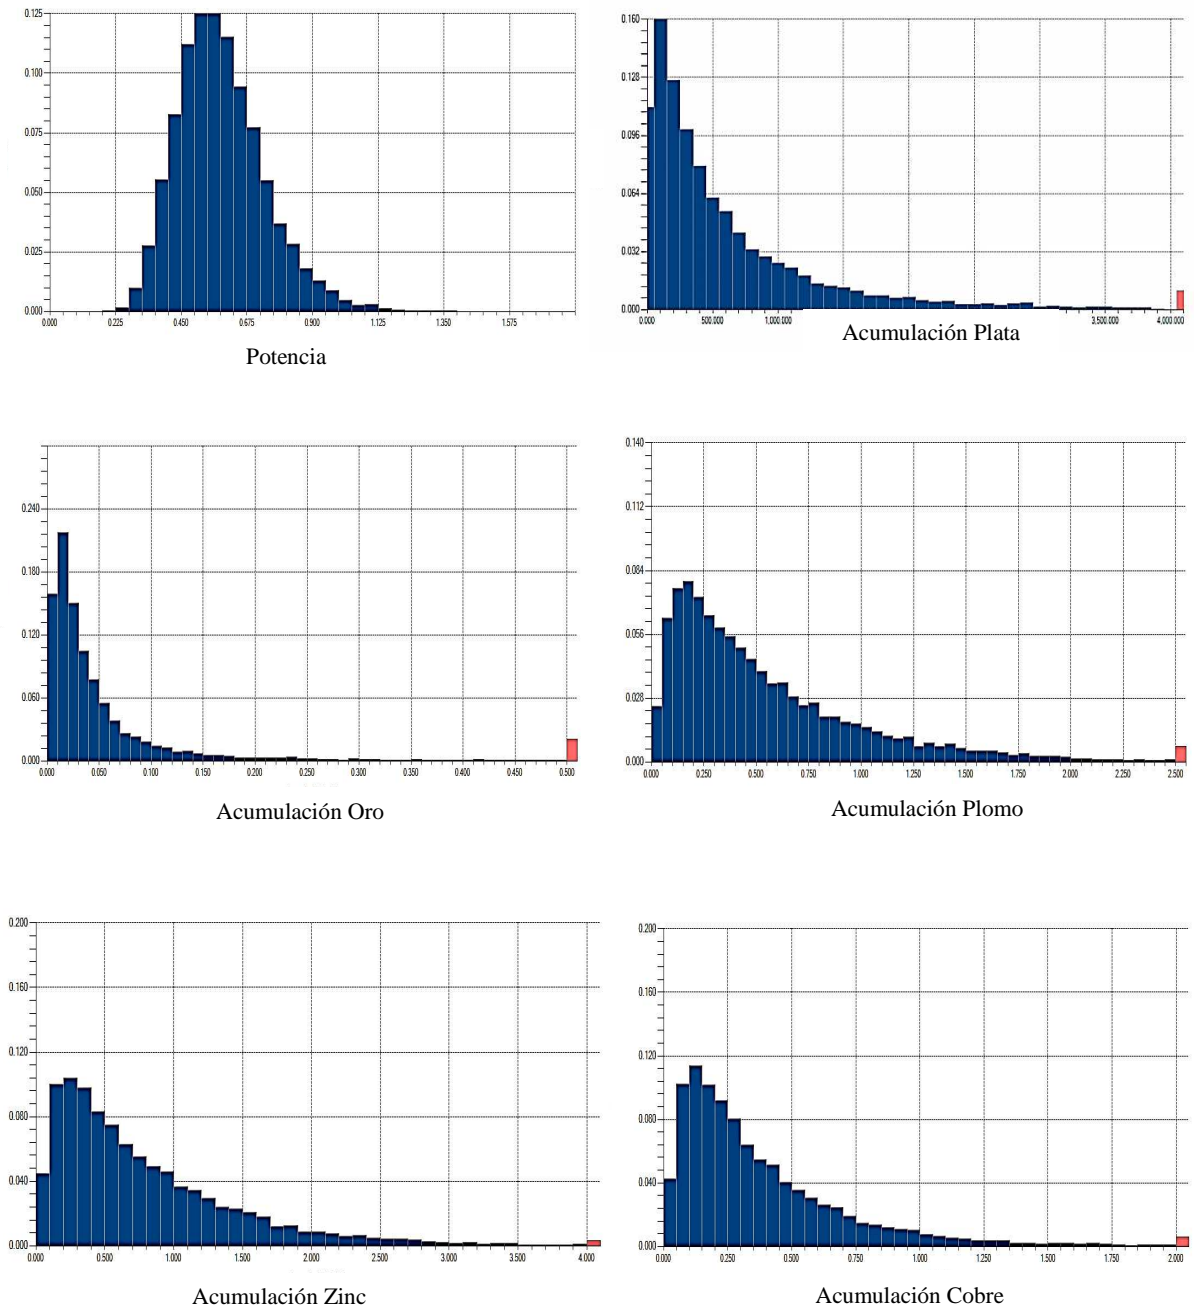 0.125
0.100
0.075
0.050
0.025
0.000
0.000 0.225 0.450 0.675 0.900 1.125 1.350 1.575
Potencia
0.160
0.128
0.096
0.064
0.032
0.000
0.000 500.000 1,000.000 3,500.000 4,000.000
Acumulación Plata
0.240
0.180
0.120
0.060
0.000
0.000 0.050 0.100 0.150 0.200 0.250 0.300 0.350 0.400 0.450 0.500
Acumulación Oro
0.140
0.112
0.084
0.056
0.028
0.000
0.000 0.250 0.500 0.750 1.000 1.250 1.500 1.750 2.000 2.250 2.500
Acumulación Plomo
0.200
0.160
0.120
0.080
0.040
0.000
0.000 0.500 1.000 1.500 2.000 2.500 3.000 3.500 4.000
Acumulación Zinc
0.200
0.160
0.120
0.080
0.040
0.000
0.000 0.250 0.500 0.750 1.000 1.250 1.500 1.750 2.000
Acumulación Cobre